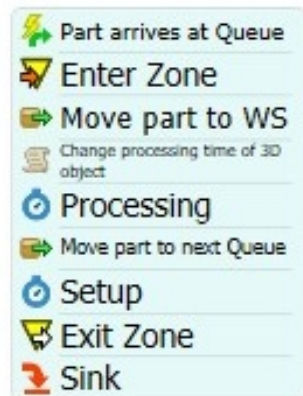 Part arrives at Queue
Enter Zone
Move part to WS
Change processing time of 3D
object
Processing
Move part to next Queue
Setup
Exit Zone
Sink